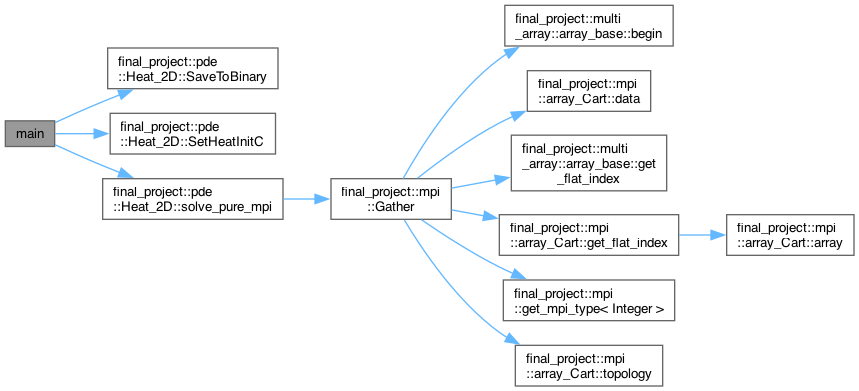 main
final_project::pde
::Heat_2D::SaveToBinary
final_project::pde
::Heat_2D::SetHeatInitC
final_project::pde
::Heat_2D::solve_pure_mpi
final_project::mpi
::Gather
final_project::multi
_array::array_base::begin
final_project::mpi
::array_Cart::data
final_project::multi
_array::array_base::get
_flat_index
final_project::mpi
::array_Cart::get_flat_index
final_project::mpi
::array_Cart::array
final_project::mpi
::get_mpi_type< Integer >
final_project::mpi
::array_Cart::topology